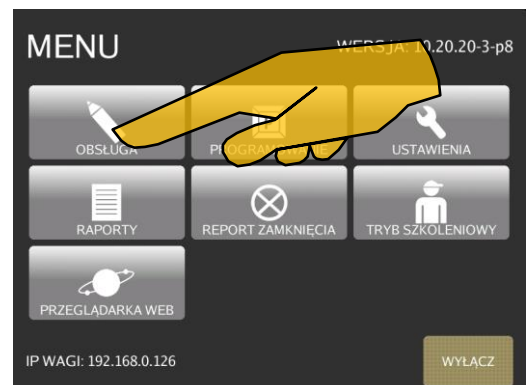 MENU
WERSJA: 10.20.20-3-p8
OBSŁUGA
PROGRAMOWANIE
USTAWIENIA
RAPORTY
REPORT ZAMKNIĘCIA
TRYB SZKOLENIOWY
PRZEGLĄDARKA WEB
IP WAGI: 192.168.0.126
WYŁĄCZ